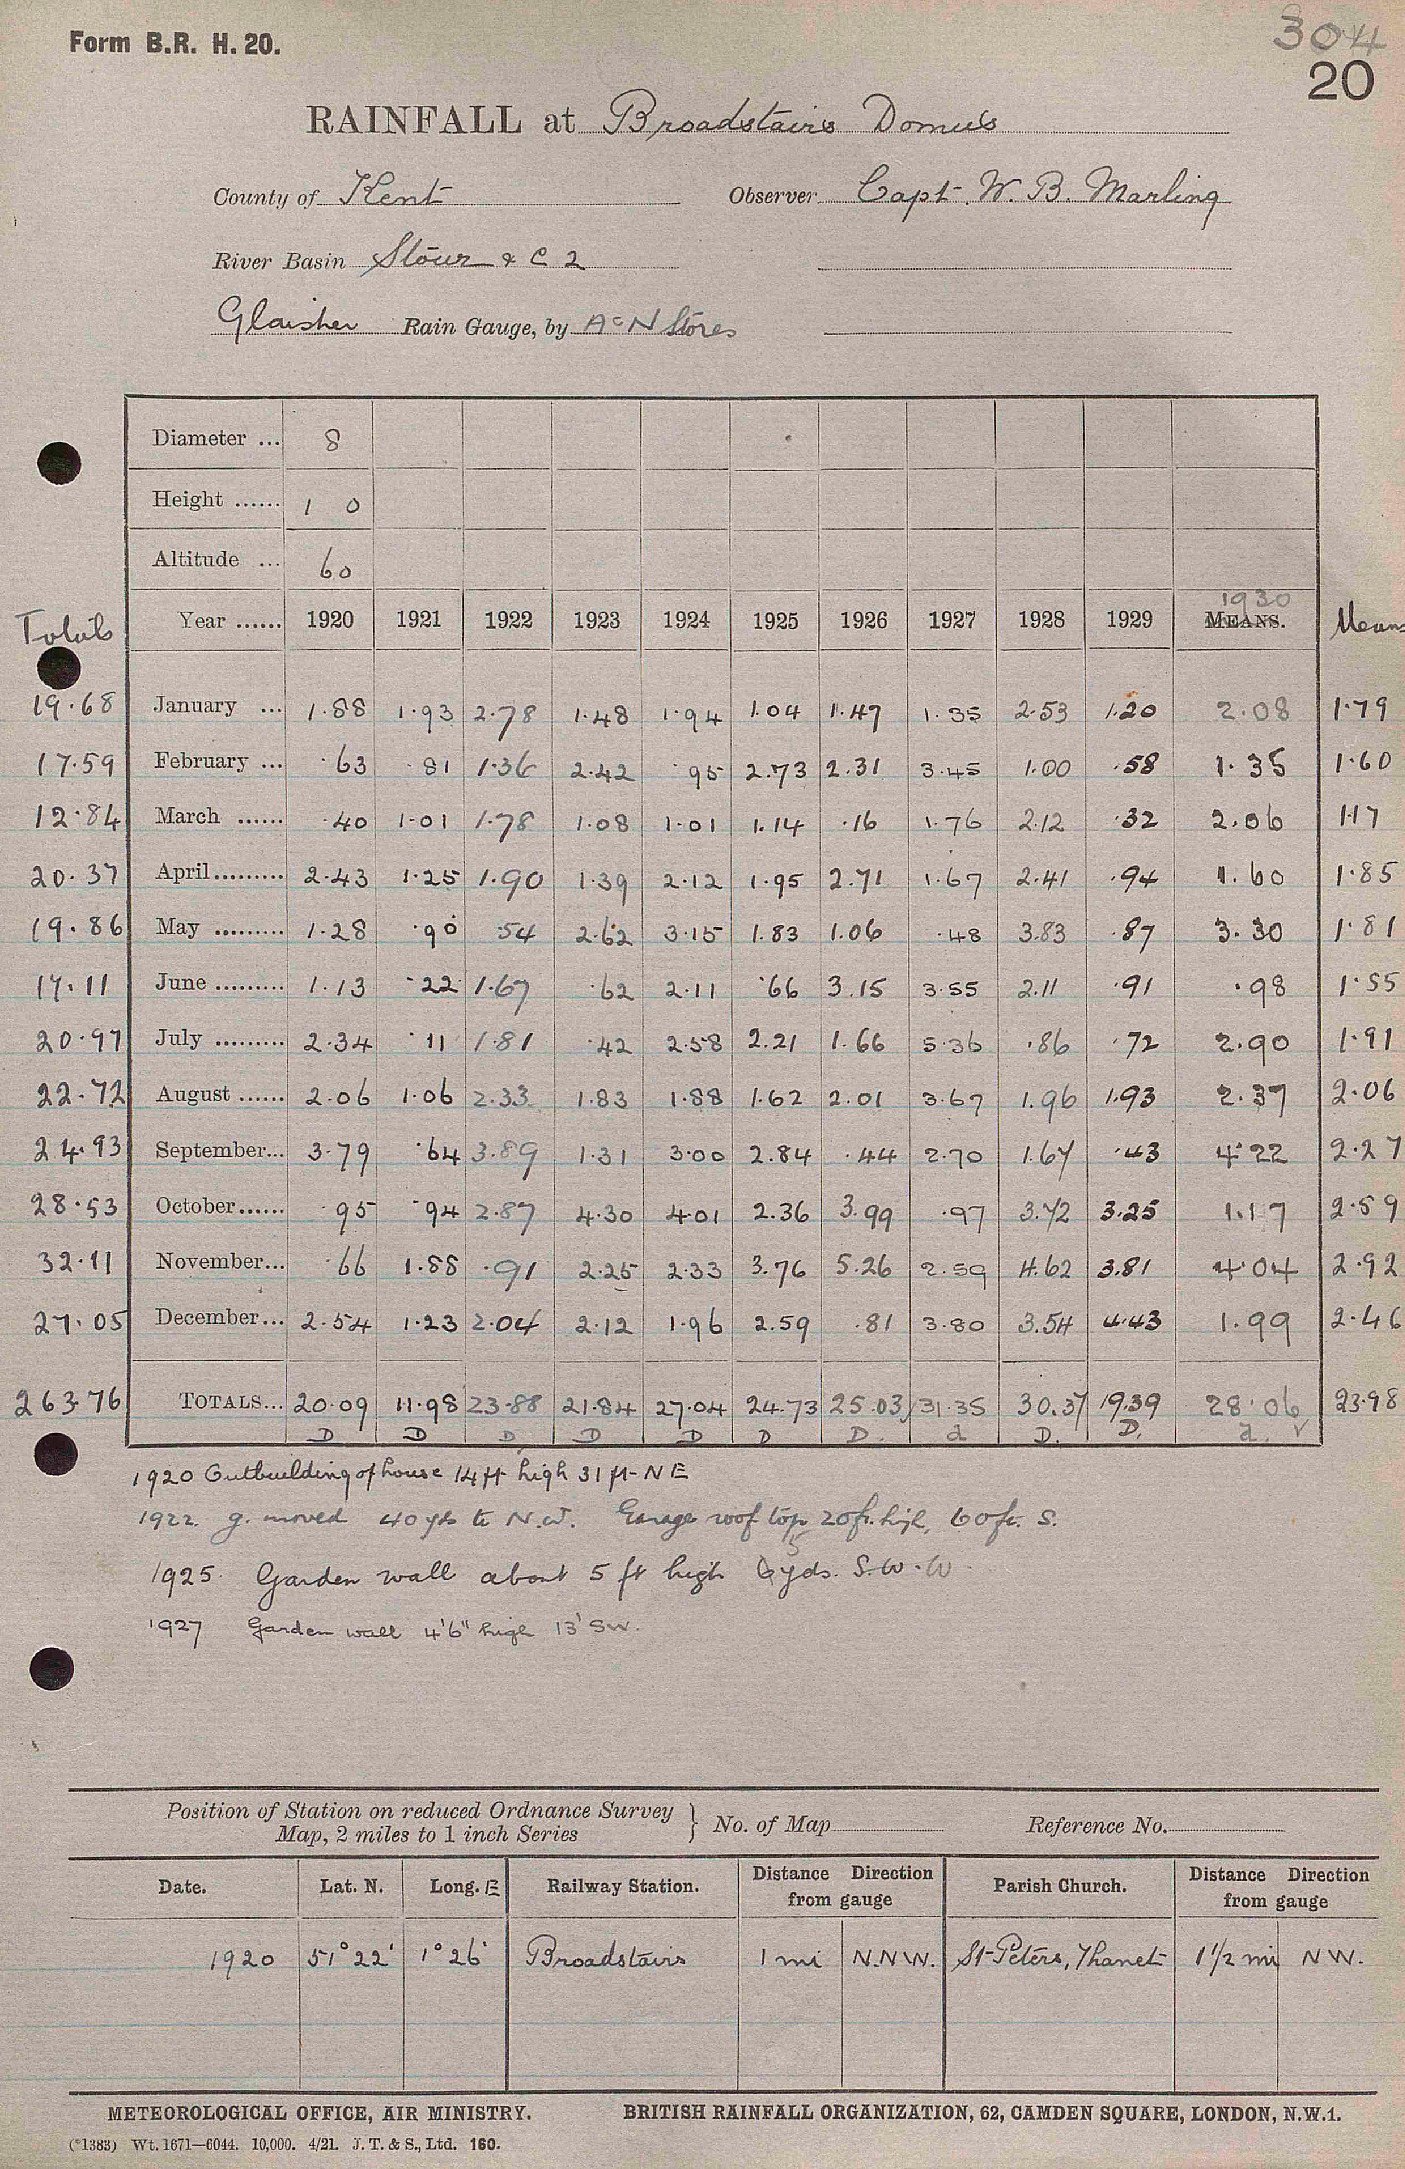 304
Form B.R. H. 20.
20
RAINFALL at Broadstairs Domus
County of Kent Observer Capt. W. B. Marling
River Basin Stour & C 2
Glaisher Rain Gauge, by A & N Stores
Diameter ... 8
Height ...... 1 0
Altitude ... 60
1930
Totals Year ...... 1920 1921 1922 1923 1924 1925 1926 1927 1928 1929 MEANS. Means
19.68 January ... 1.88 1.93 2.78 1.48 1.94 1.04 1.47 1.35 2.53 1.20 2.08 1.79
17.59 February ... .63 .81 1.36 2.42 .95 2.73 2.31 3.45 1.00 .58 1.35 1.60
12.84 March ...... .40 1.01 1.78 1.08 1.01 1.14 .16 1.76 2.12 .32 2.06 1.17
20.37 April......... 2.43 1.25 1.90 1.39 2.12 1.95 2.71 1.67 2.41 .94 1.60 1.85
19.86 May ......... 1.28 .90 .54 2.62 3.15 1.83 1.06 .48 3.83 .87 3.30 1.81
17.11 June ......... 1.13 .22 1.67 .62 2.11 .66 3.15 3.55 2.11 .91 .98 1.55
20.97 July ......... 2.34 .11 1.81 .42 2.58 2.21 1.66 5.36 .86 .72 2.90 1.91
22.72 August ...... 2.06 1.06 2.33 1.83 1.88 1.62 2.01 3.67 1.96 1.93 2.37 2.06
24.93 September... 3.79 .64 3.89 1.31 3.00 2.84 .44 2.70 1.67 .43 4.22 2.27
28.53 October...... .95 .94 2.87 4.30 4.01 2.36 3.99 .97 3.72 3.25 1.17 2.59
32.11 November... .66 1.88 .91 2.25 2.33 3.76 5.26 2.59 4.62 3.81 4.04 2.92
27.05 December... 2.54 1.23 2.04 2.12 1.96 2.59 .81 3.80 3.54 4.43 1.99 2.46
263.76 TOTALS... 20.09 11.98 23.88 21.84 27.04 24.73 25.03 31.35 30.37 19.39 28.06 23.98
D D D D D D D. d D. D. d. √
1920 Outbuilding of house 14 ft high 31 ft NE
1922 g. moved 40 yds to N.W. Garage roof top 20 ft. high, 60 ft. S.
1925. Garden wall about 5 ft high yds. S.W.W
1927 Garden wall 4'6" high 13' SW.
Position of Station on reduced Ordnance Survey
Map, 2 miles to 1 inch Series } No. of Map Reference No.
Date. Lat. N. Long. E Railway Station. Distance Direction from gauge Parish Church. Distance Direction from gauge
1920 51° 22' 1° 26' Broadstairs 1 mi N.N.W. St Peters, Thanet 1 1/2 mi N W.
METEOROLOGICAL OFFICE, AIR MINISTRY. BRITISH RAINFALL ORGANIZATION, 62, CAMDEN SQUARE, LONDON, N.W.1.
(*1383) Wt. 1671—6044. 10,000. 4/21. J. T. & S., Ltd. 160.